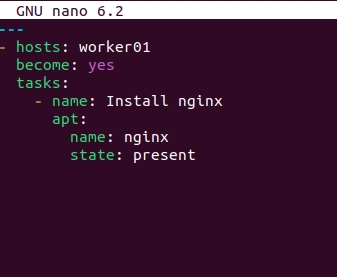 GNU nano 6.2
---
- hosts: worker01
  become: yes
  tasks:
    - name: Install nginx
      apt:
        name: nginx
        state: present